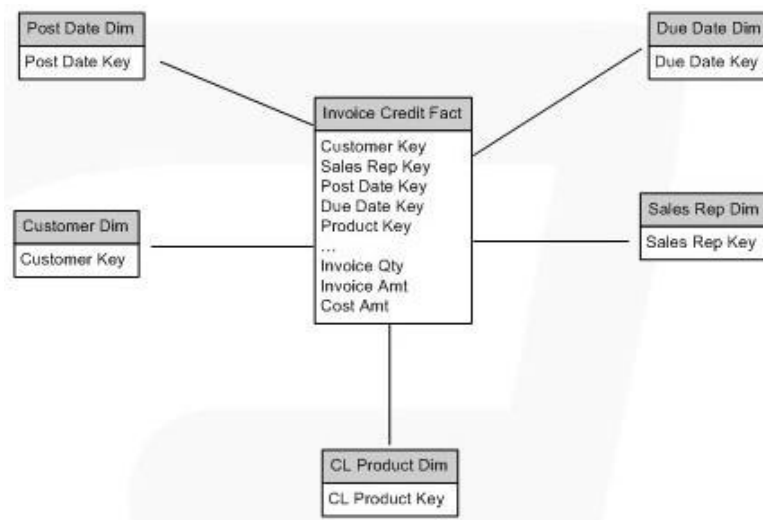 Post Date Dim
Post Date Key
Due Date Dim
Due Date Key
Invoice Credit Fact
Customer Key
Sales Rep Key
Post Date Key
Due Date Key
Product Key
...
Invoice Qty
Invoice Amt
Cost Amt
Customer Dim
Customer Key
Sales Rep Dim
Sales Rep Key
CL Product Dim
CL Product Key